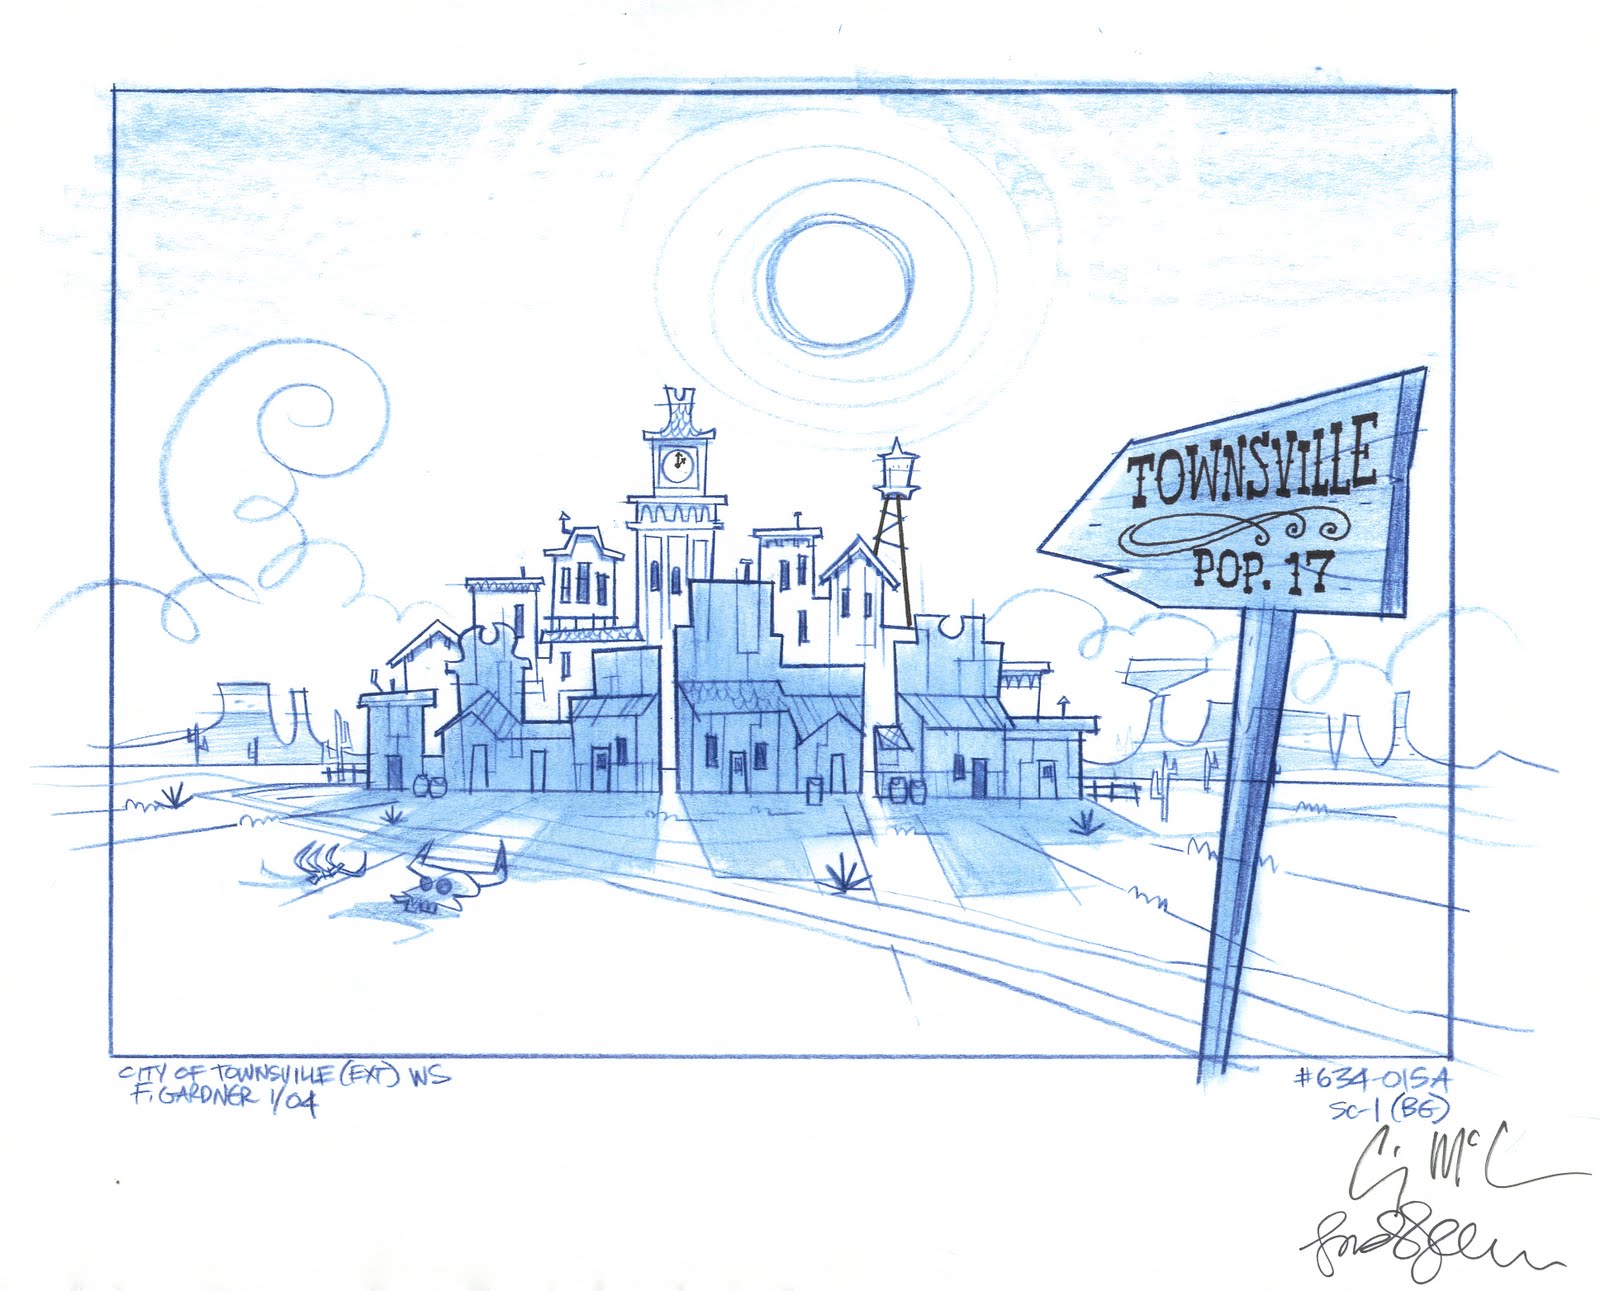 TOWNSVILLE
POP. 17
CITY OF TOWNSVILLE (EXT) WS
F. GARDNER 1/04
#634-015A
SC-1 (BG)